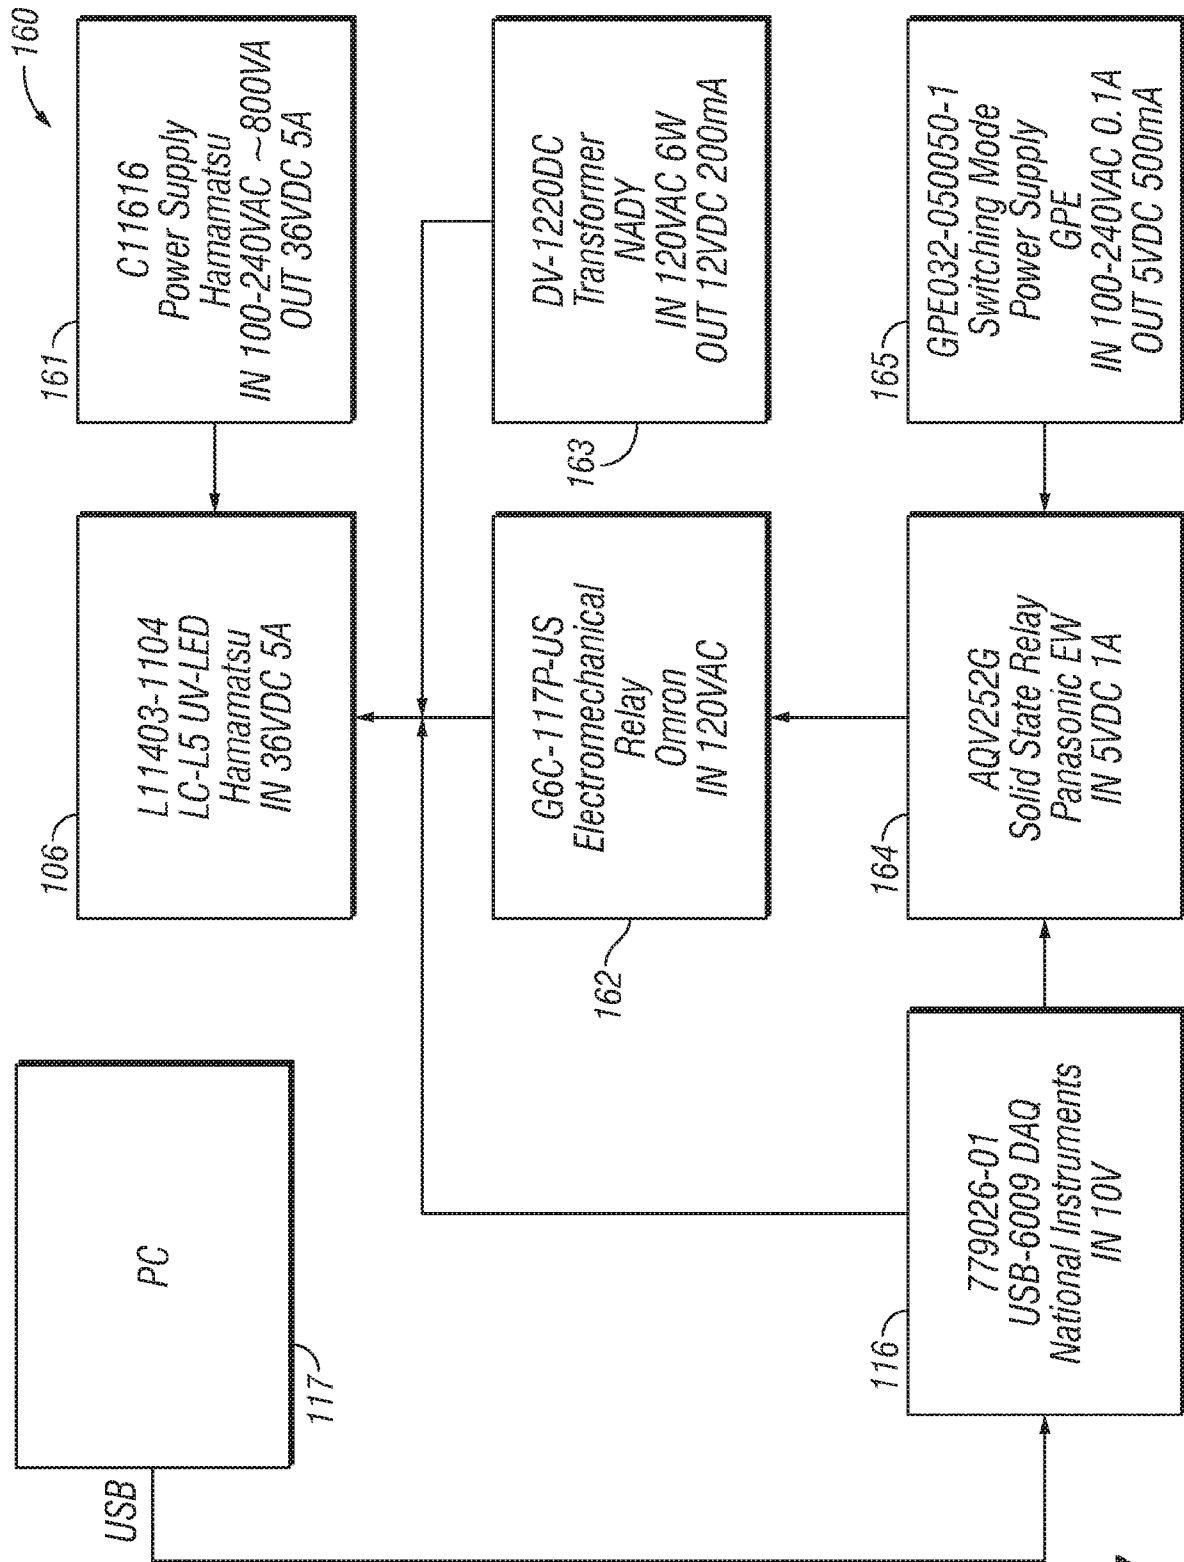 160
C11616
Power Supply
Hamamatsu
IN 100-240VAC ~800VA
OUT 36VDC 5A
161
L11403-1104
LC-L5 UV-LED
Hamamatsu
IN 36VDC 5A
106
PC
117
USB
DV-1220DC
Transformer
NADY
IN 120VAC 6W
OUT 12VDC 200mA
163
G6C-117P-US
Electromechanical
Relay
Omron
IN 120VAC
162
GPE032-050050-1
Switching Mode
Power Supply
GPE
IN 100-240VAC 0.1A
OUT 5VDC 500mA
165
AQV252G
Solid State Relay
Panasonic EW
IN 5VDC 1A
164
779026-01
USB-6009 DAQ
National Instruments
IN 10V
116